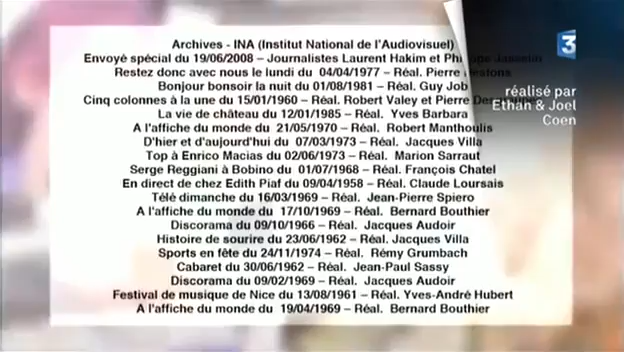 Archives - INA (Institut National de l'Audiovisuel)
Envoyé spécial du 19/06/2008 – Journalistes Laurent Hakim et
Restez donc avec nous le lundi du 04/04/1977 – Réal. Pierre
Bonjour bonsoir la nuit du 01/08/1981 – Réal. Guy Job
Cinq colonnes à la une du 15/01/1960 – Réal. Robert Valey et Pierre
La vie de château du 12/01/1985 – Réal. Yves Barbara
A l'affiche du monde du 21/05/1970 – Réal. Robert Manthoulis
D'hier et d'aujourd'hui du 07/03/1973 – Réal. Jacques Villa
Top à Enrico Macias du 02/06/1973 – Réal. Marion Sarraut
Serge Reggiani à Bobino du 01/07/1968 – Réal. François Chatel
En direct de chez Edith Piaf du 09/04/1958 – Réal. Claude Loursais
Télé dimanche du 16/03/1969 – Réal. Jean-Pierre Spiero
A l'affiche du monde du 17/10/1969 – Réal. Bernard Bouthier
Discorama du 09/10/1966 – Réal. Jacques Audoir
Histoire de sourire du 23/06/1962 – Réal. Jacques Villa
Sports en fête du 24/11/1974 – Réal. Rémy Grumbach
Cabaret du 30/06/1962 – Réal. Jean-Paul Sassy
Discorama du 09/02/1969 – Réal. Jacques Audoir
Festival de musique de Nice du 13/08/1961 – Réal. Yves-André Hubert
A l'affiche du monde du 19/04/1969 – Réal. Bernard Bouthier
3
réalisé par
Ethan & Joel
Coen